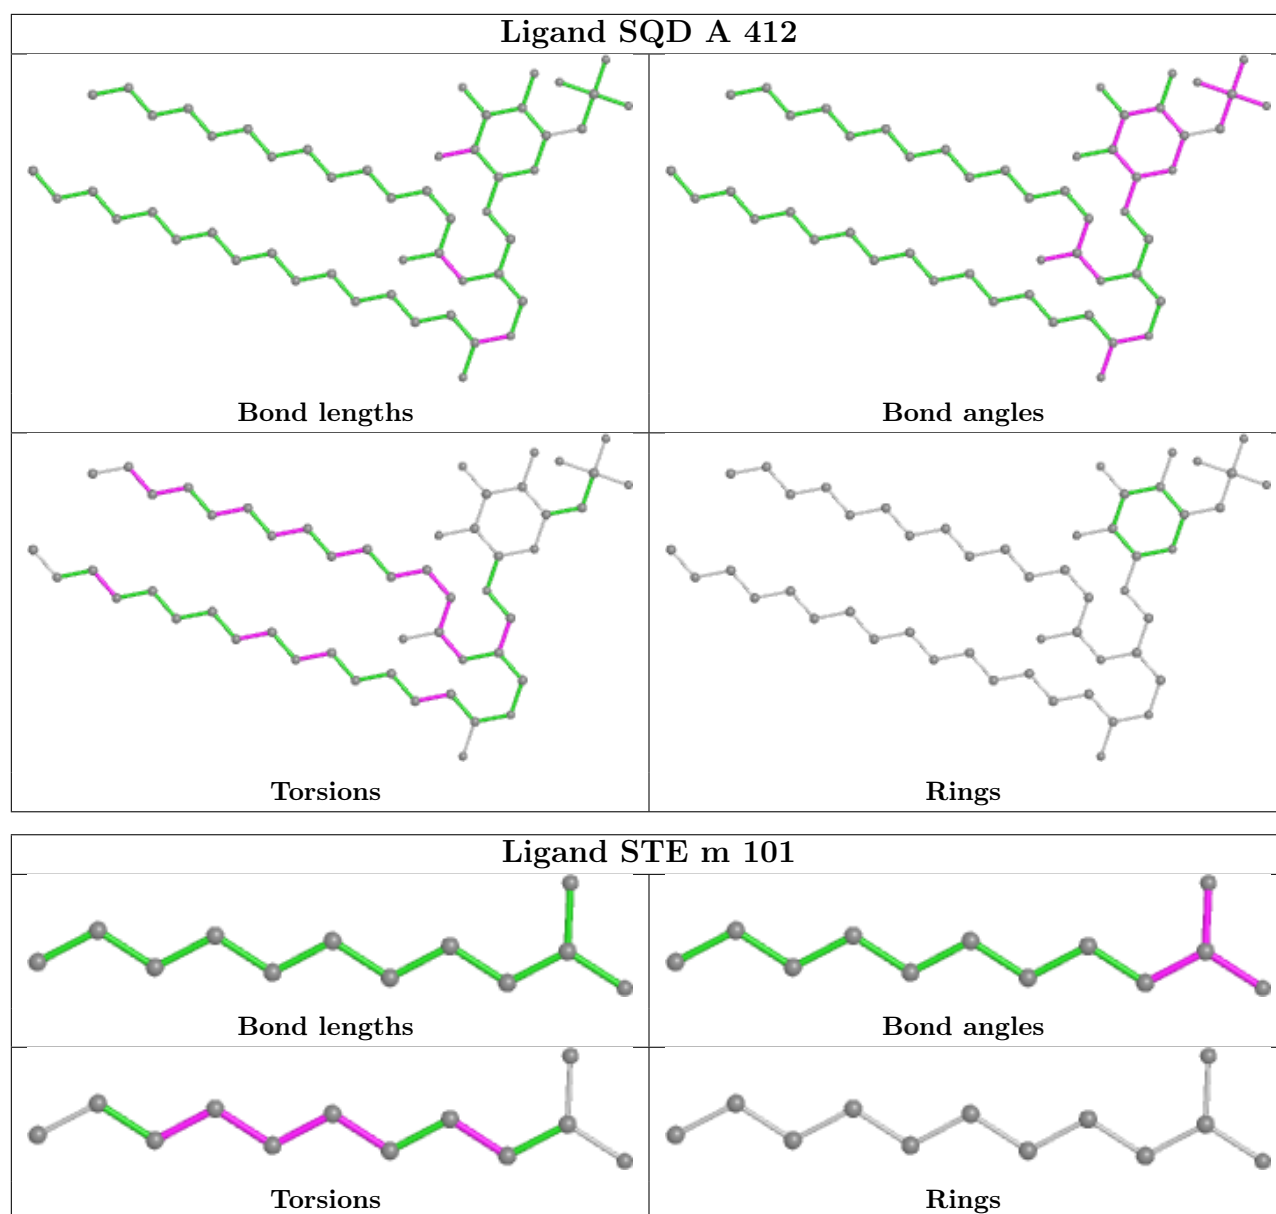 Ligand SQD A 412
Bond lengths
Bond angles
Torsions
Rings
Ligand STE m 101
Bond lengths
Bond angles
Torsions
Rings